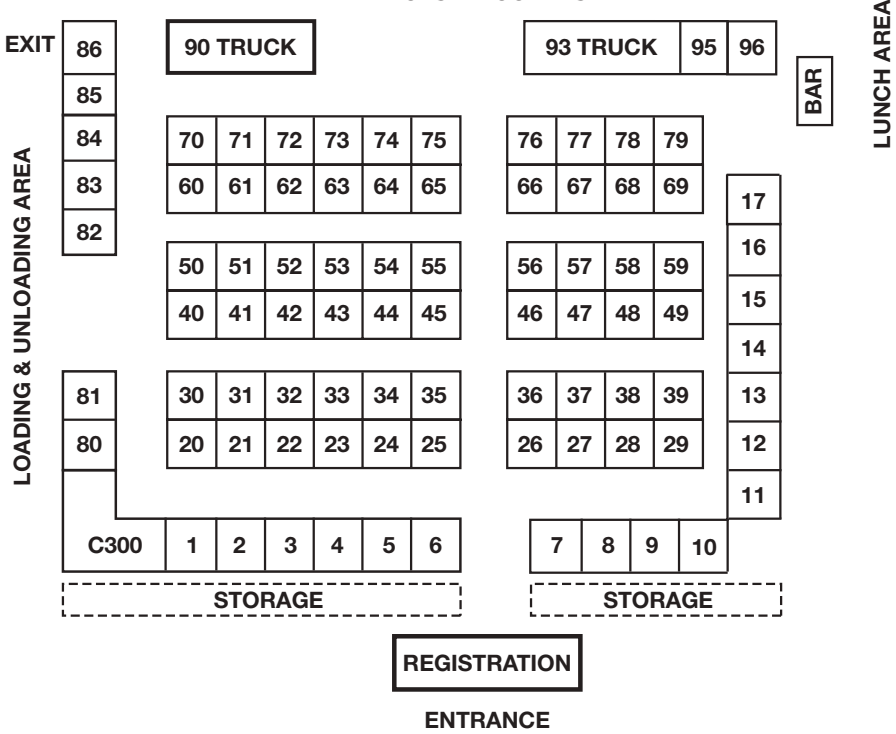 EXIT 86 90 TRUCK 93 TRUCK 95 96
BAR
LUNCH AREA
85
84 70 71 72 73 74 75 76 77 78 79
83 60 61 62 63 64 65 66 67 68 69
17
82
16
50 51 52 53 54 55 56 57 58 59
15
40 41 42 43 44 45 46 47 48 49
14
LOADING & UNLOADING AREA
81 30 31 32 33 34 35 36 37 38 39 13
80 20 21 22 23 24 25 26 27 28 29 12
11
C300 1 2 3 4 5 6 7 8 9 10
STORAGE STORAGE
REGISTRATION
ENTRANCE